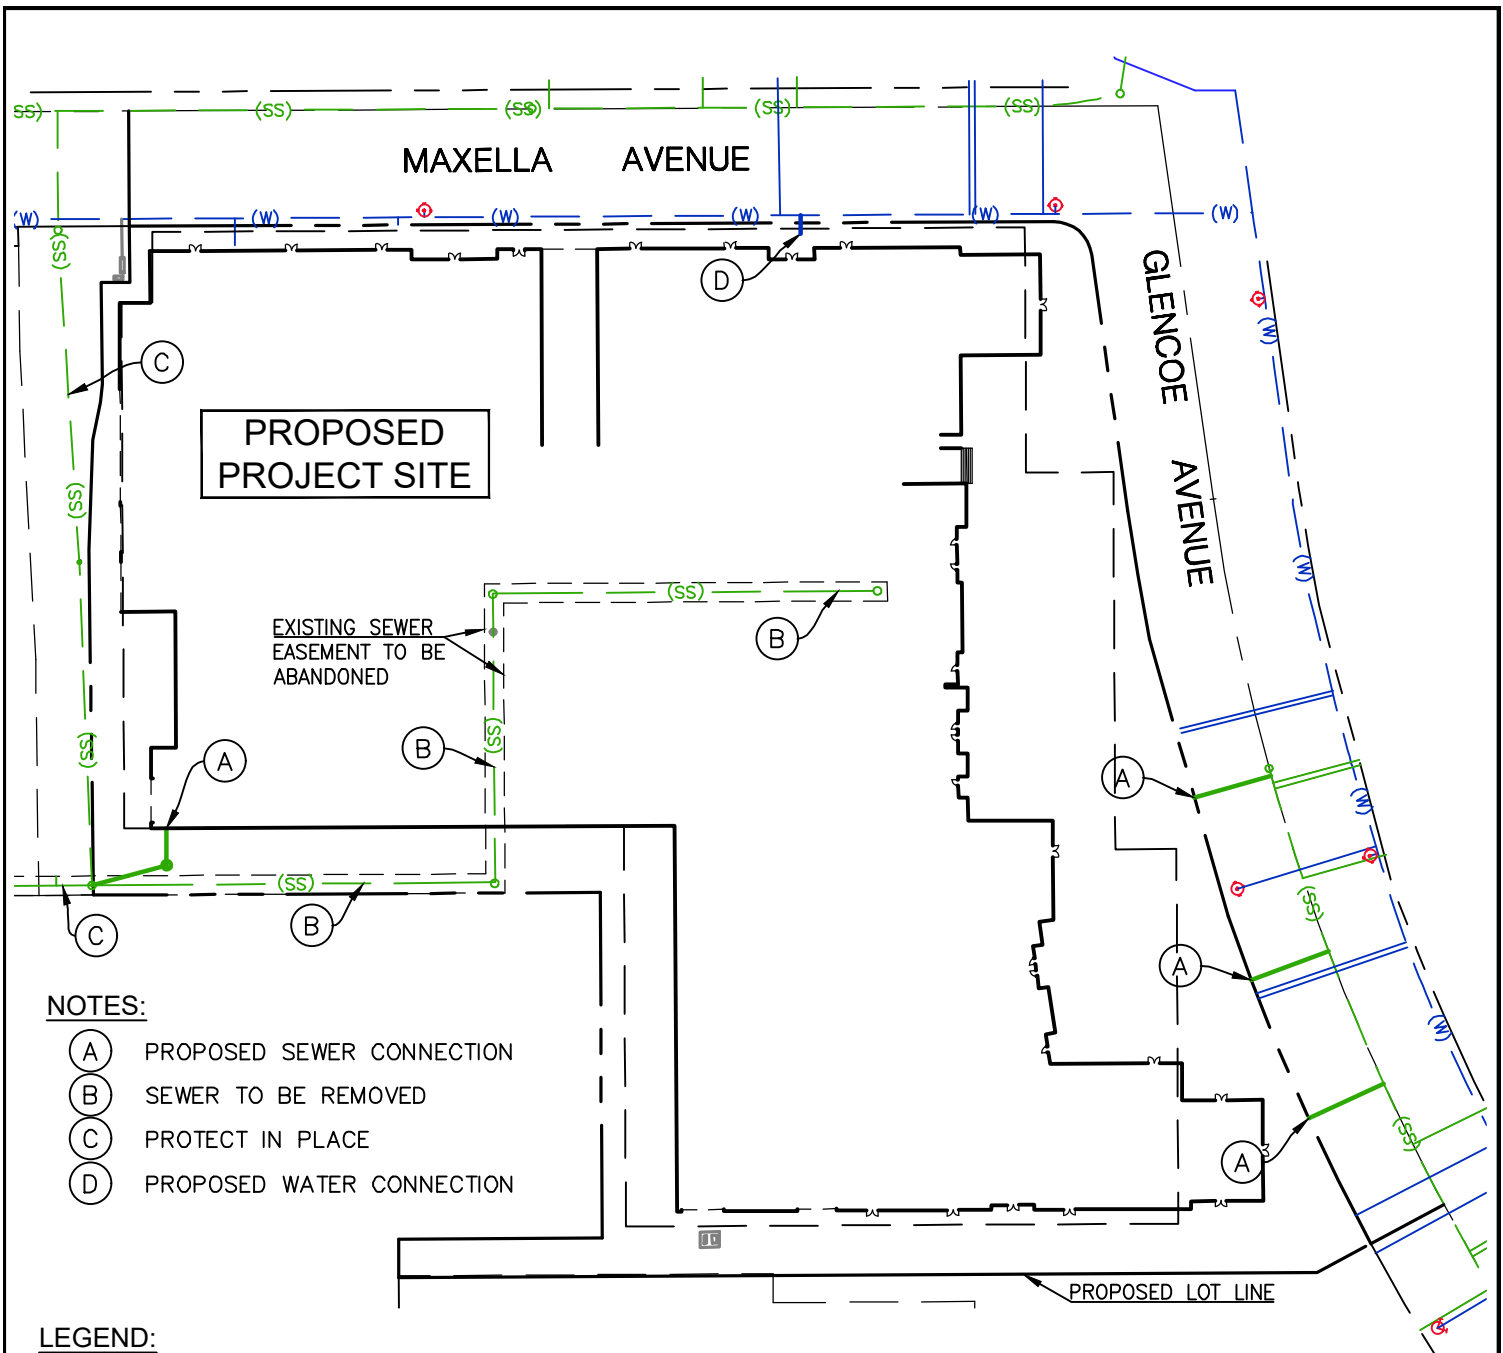 SS)
(SS)
(SS)
(SS)
(SS)
MAXELLA AVENUE
(W)
(W)
(W)
(W)
(W)
(W)
(SS)
D
GLENCOE AVENUE
(W)
C
PROPOSED
PROJECT SITE
(SS)
(W)
(SS)
EXISTING SEWER
EASEMENT TO BE
ABANDONED
B
(SS)
B
(SS)
A
A
(W)
(SS)
(SS)
C
B
A
(W)
NOTES:
A PROPOSED SEWER CONNECTION
B SEWER TO BE REMOVED
C PROTECT IN PLACE
D PROPOSED WATER CONNECTION
(SS)
A
PROPOSED LOT LINE
LEGEND: